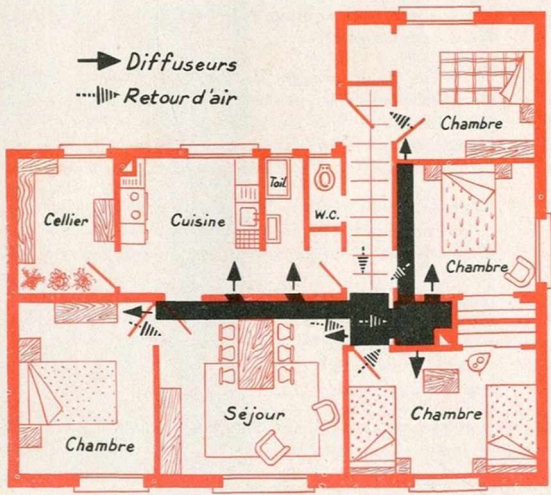 Diffuseurs
Retour d'air
Chambre
Cellier
Cuisine
Toil.
W.C.
Chambre
Chambre
Séjour
Chambre